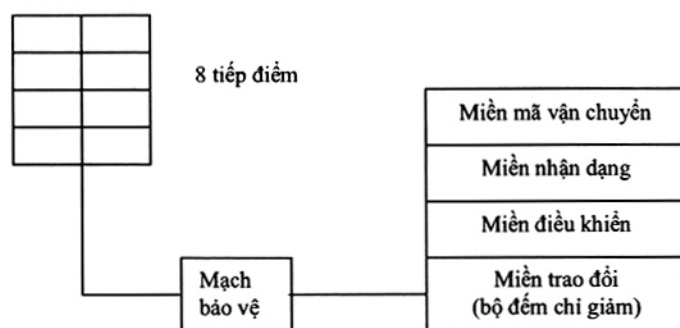 8 tiếp điểm
Miền mã vận chuyển
Miền nhận dạng
Miền điều khiển
Mạch
bảo vệ
Miền trao đổi
(bộ đếm chỉ giảm)